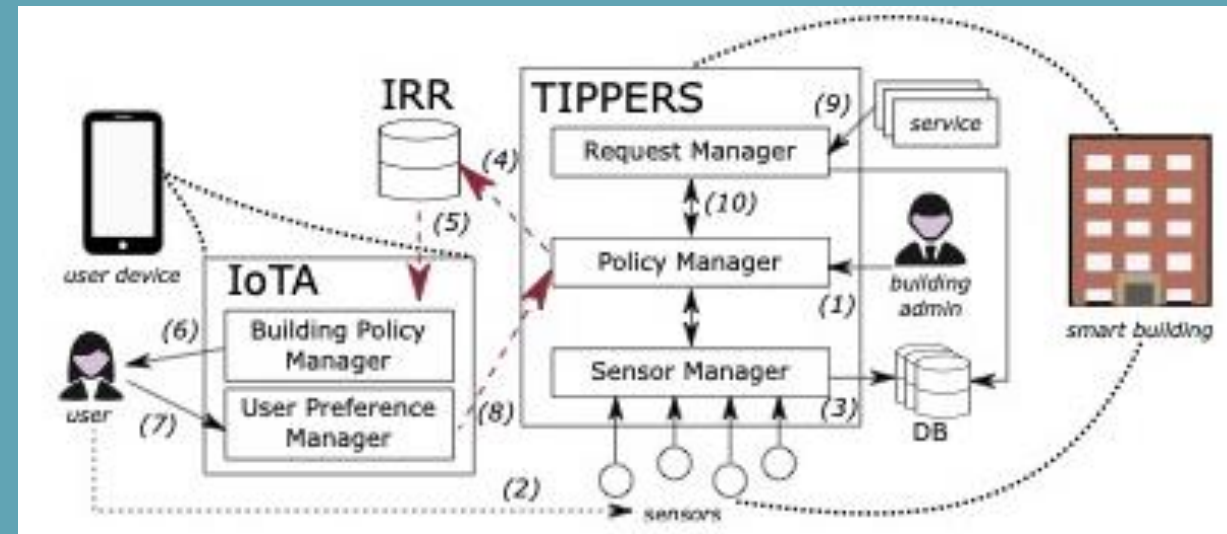 IRR
TIPPERS
(9)
service
Request Manager
(4)
(10)
(5)
user device
IoTA
Policy Manager
(1)
building
admin
smart building
(6)
Building Policy
Manager
Sensor Manager
(3)
DB
user
(7)
User Preference
Manager
(8)
(2)
sensors